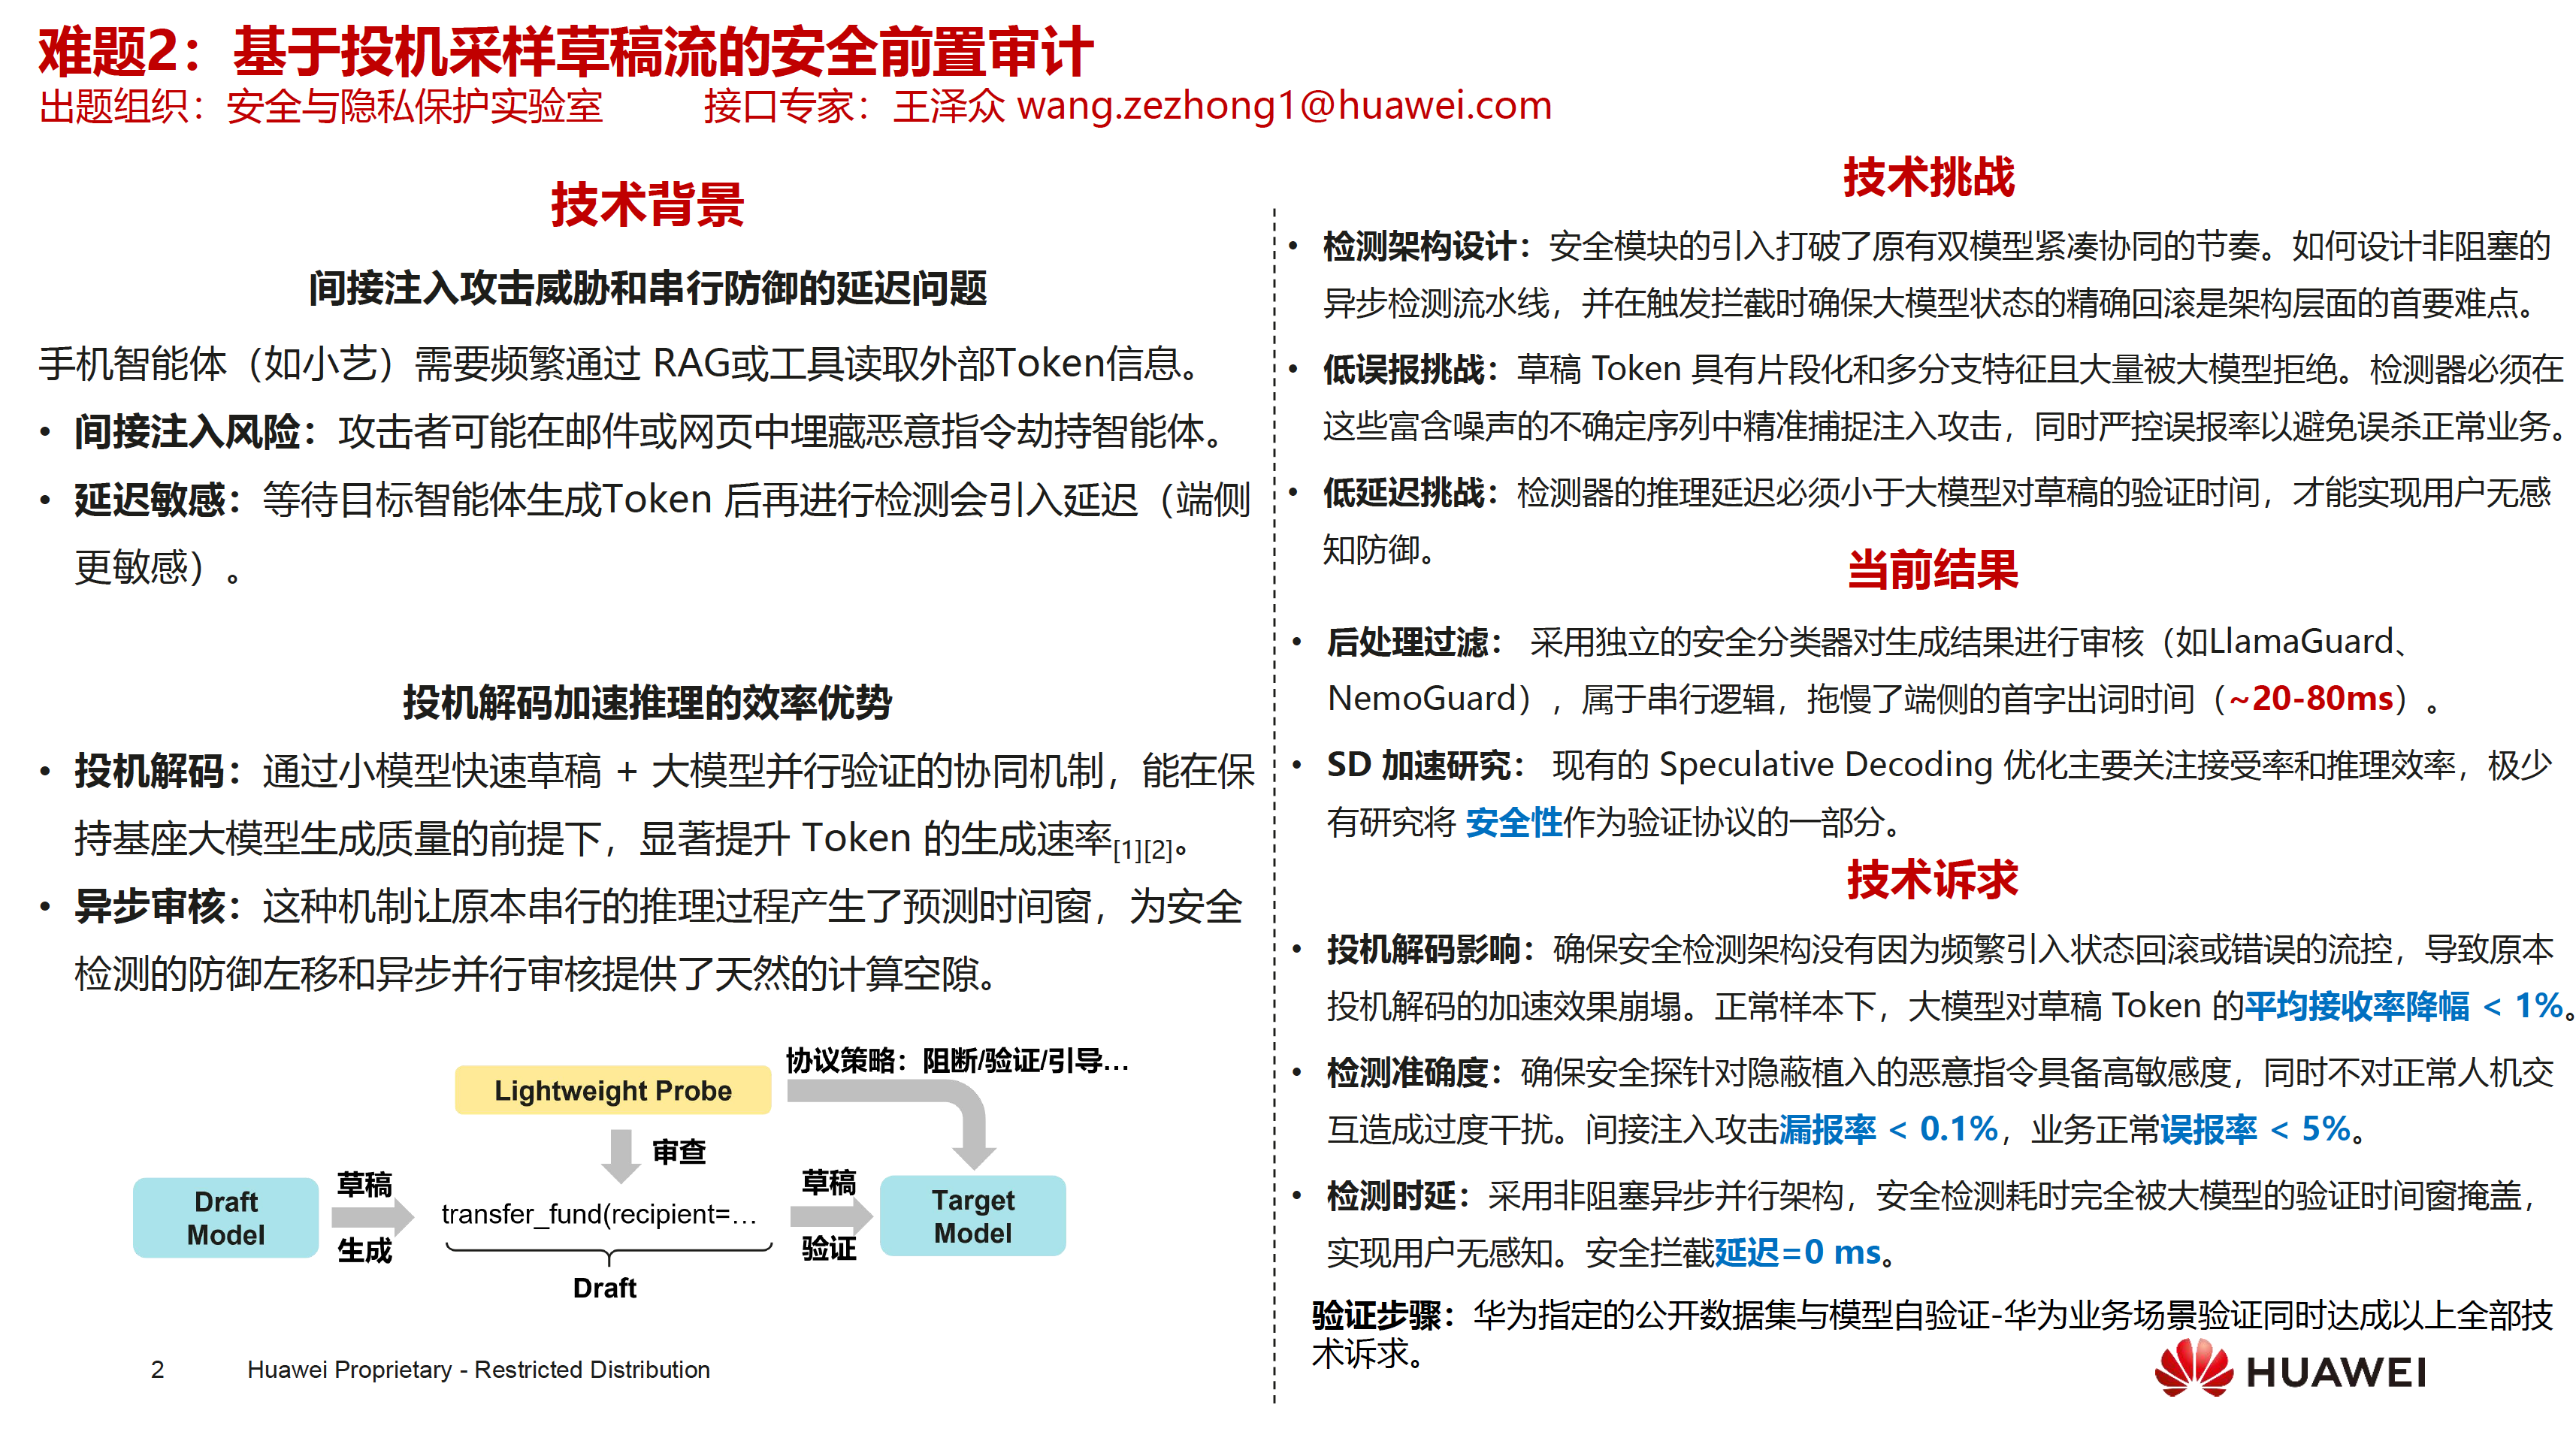 难题2：基于投机采样草稿流的安全前置审计
出题组织：安全与隐私保护实验室 接口专家：王泽众 wang.zezhong1@huawei.com
技术背景
间接注入攻击威胁和串行防御的延迟问题
手机智能体（如小艺）需要频繁通过 RAG或工具读取外部Token信息。
• 间接注入风险：攻击者可能在邮件或网页中埋藏恶意指令劫持智能体。
• 延迟敏感：等待目标智能体生成Token 后再进行检测会引入延迟（端侧
更敏感）。
投机解码加速推理的效率优势
• 投机解码：通过小模型快速草稿 + 大模型并行验证的协同机制，能在保
持基座大模型生成质量的前提下，显著提升 Token 的生成速率[1][2]。
• 异步审核：这种机制让原本串行的推理过程产生了预测时间窗，为安全
检测的防御左移和异步并行审核提供了天然的计算空隙。
协议策略：阻断/验证/引导...
Lightweight Probe
审查
Draft
Model
草稿
生成
transfer_fund(recipient=...
Draft
草稿
验证
Target
Model
技术挑战
• 检测架构设计：安全模块的引入打破了原有双模型紧凑协同的节奏。如何设计非阻塞的
异步检测流水线，并在触发拦截时确保大模型状态的精确回滚是架构层面的首要难点。
• 低误报挑战：草稿 Token 具有片段化和多分支特征且大量被大模型拒绝。检测器必须在
这些富含噪声的不确定序列中精准捕捉注入攻击，同时严控误报率以避免误杀正常业务。
• 低延迟挑战：检测器的推理延迟必须小于大模型对草稿的验证时间，才能实现用户无感
知防御。
当前结果
• 后处理过滤： 采用独立的安全分类器对生成结果进行审核（如LlamaGuard、
NemoGuard），属于串行逻辑，拖慢了端侧的首字出词时间（~20-80ms）。
• SD 加速研究： 现有的 Speculative Decoding 优化主要关注接受率和推理效率，极少
有研究将 安全性作为验证协议的一部分。
技术诉求
• 投机解码影响：确保安全检测架构没有因为频繁引入状态回滚或错误的流控，导致原本
投机解码的加速效果崩塌。正常样本下，大模型对草稿 Token 的平均接收率降幅 < 1%。
• 检测准确度：确保安全探针对隐蔽植入的恶意指令具备高敏感度，同时不对正常人机交
互造成过度干扰。间接注入攻击漏报率 < 0.1%，业务正常误报率 < 5%。
• 检测时延：采用非阻塞异步并行架构，安全检测耗时完全被大模型的验证时间窗掩盖，
实现用户无感知。安全拦截延迟=0 ms。
验证步骤：华为指定的公开数据集与模型自验证-华为业务场景验证同时达成以上全部技
术诉求。
2 Huawei Proprietary - Restricted Distribution
HUAWEI